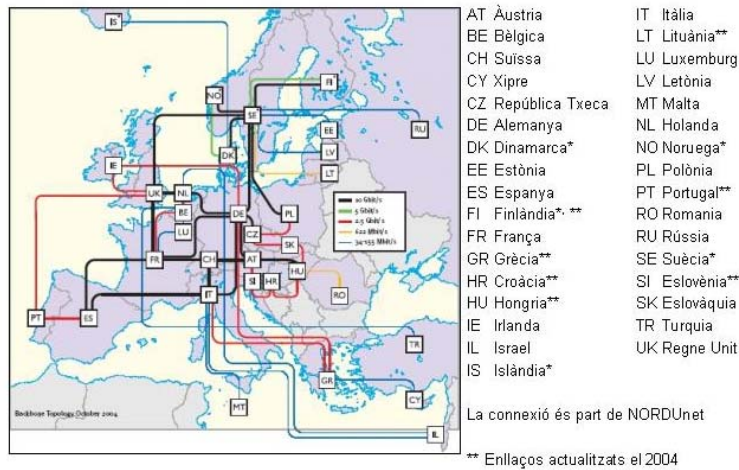 IS
NO
FI
SE
RU
EE
LV
LT
DK
IE
UK
NL
BE
LU
DE
PL
CZ
SK
FR
CH
AT
HU
SI
HR
IT
RO
PT
ES
TR
GR
CY
MT
IL
10 Gbit/s
5 Gbit/s
2.5 Gbit/s
622 Mbit/s
34-155 Mbit/s
Backbone Topology October 2004
AT Àustria
BE Bèlgica
CH Suïssa
CY Xipre
CZ República Txeca
DE Alemanya
DK Dinamarca*
EE Estònia
ES Espanya
FI Finlàndia*, **
FR França
GR Grècia**
HR Croàcia**
HU Hongria**
IE Irlanda
IL Israel
IS Islàndia*
IT Itàlia
LT Lituània**
LU Luxemburg
LV Letònia
MT Malta
NL Holanda
NO Noruega*
PL Polònia
PT Portugal**
RO Romania
RU Rússia
SE Suècia*
SI Eslovènia**
SK Eslovàquia
TR Turquia
UK Regne Unit
La connexió és part de NORDUnet
** Enllaços actualitzats el 2004